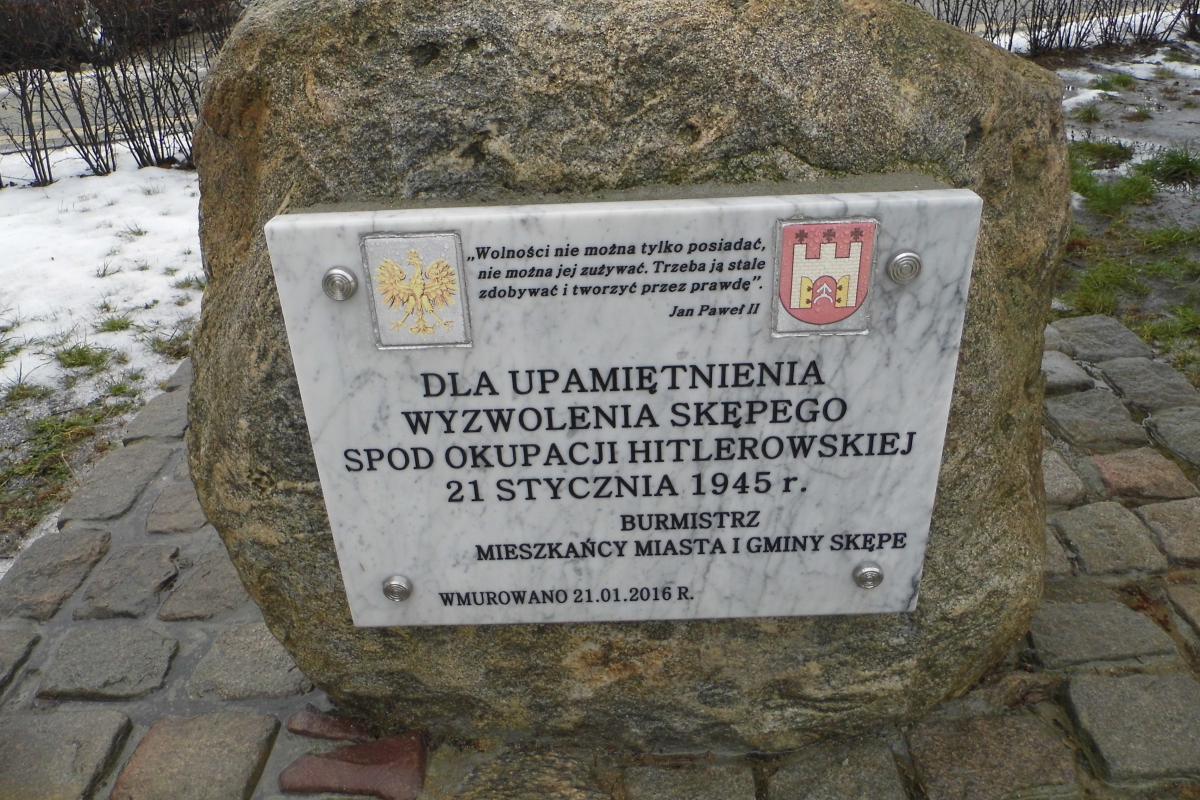 „Wolności nie można tylko posiadać,
nie można jej zużywać. Trzeba ją stale
zdobywać i tworzyć przez prawdę”.
Jan Paweł II
DLA UPAMIĘTNIENIA
WYZWOLENIA SKĘPEGO
SPOD OKUPACJI HITLEROWSKIEJ
21 STYCZNIA 1945 r.
BURMISTRZ
MIESZKAŃCY MIASTA I GMINY SKĘPE
WMUROWANO 21.01.2016 R.